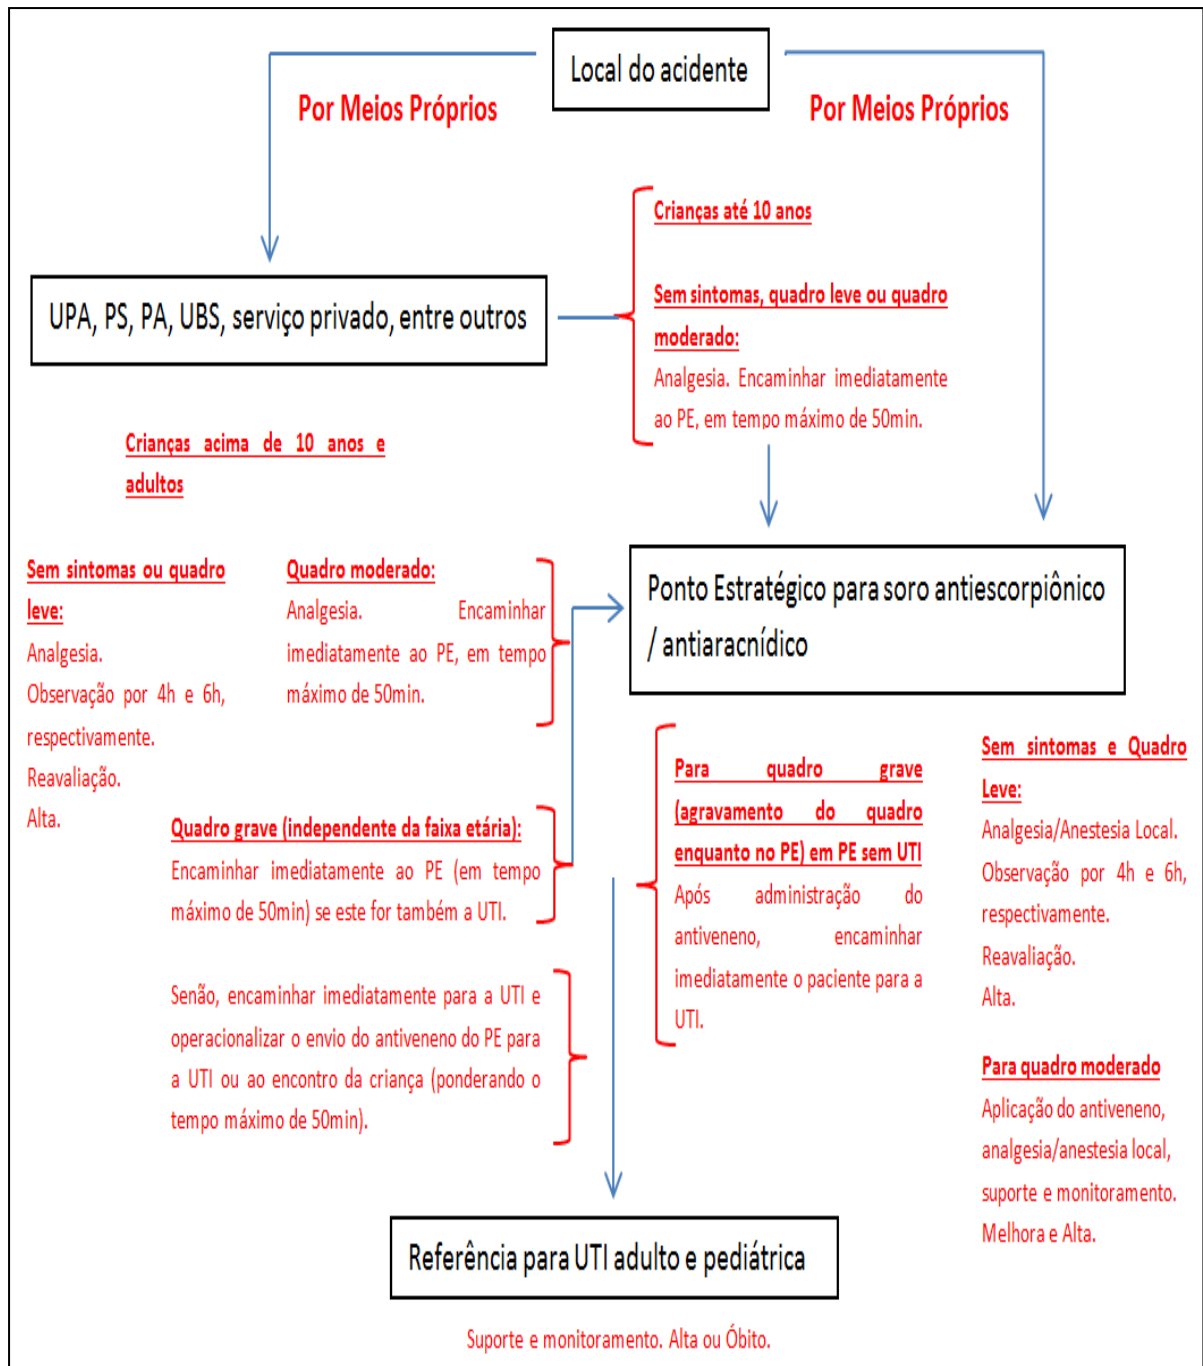 Local do acidente
Por Meios Próprios
Por Meios Próprios
Crianças até 10 anos
Sem sintomas, quadro leve ou quadro
moderado:
Analgesia. Encaminhar imediatamente
ao PE, em tempo máximo de 50min.
UPA, PS, PA, UBS, serviço privado, entre outros
Crianças acima de 10 anos e
adultos
Sem sintomas ou quadro
leve:
Analgesia.
Observação por 4h e 6h,
respectivamente.
Reavaliação.
Alta.
Quadro moderado:
Analgesia. Encaminhar
imediatamente ao PE, em tempo
máximo de 50min.
Ponto Estratégico para soro antiescorpiônico
/ antiaracnídico
Quadro grave (independente da faixa etária):
Encaminhar imediatamente ao PE (em tempo
máximo de 50min) se este for também a UTI.
Senão, encaminhar imediatamente para a UTI e
operacionalizar o envio do antiveneno do PE para
a UTI ou ao encontro da criança (ponderando o
tempo máximo de 50min).
Para quadro grave
(agravamento do quadro
enquanto no PE) em PE sem UTI
Após administração do
antiveneno, encaminhar
imediatamente o paciente para a
UTI.
Sem sintomas e Quadro
Leve:
Analgesia/Anestesia Local.
Observação por 4h e 6h,
respectivamente.
Reavaliação.
Alta.
Para quadro moderado
Aplicação do antiveneno,
analgesia/anestesia local,
suporte e monitoramento.
Melhora e Alta.
Referência para UTI adulto e pediátrica
Suporte e monitoramento. Alta ou Óbito.